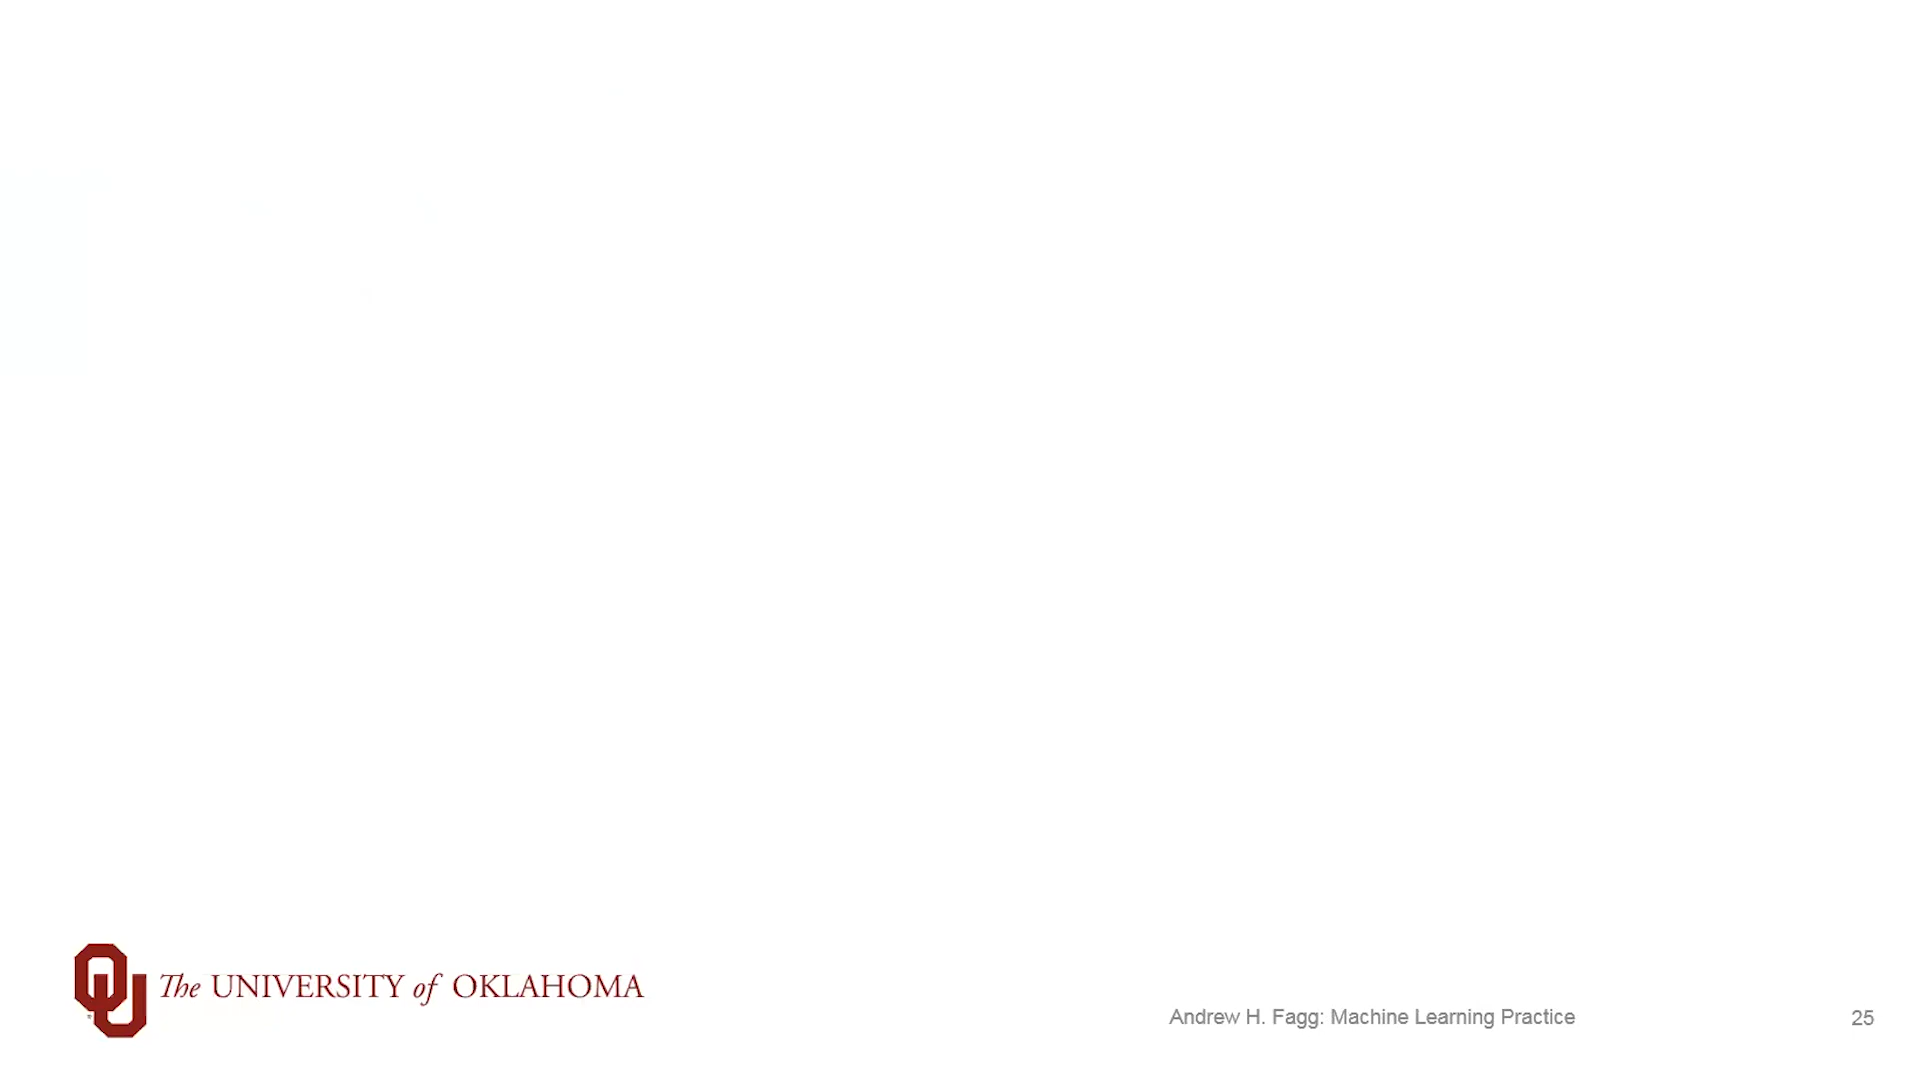 The UNIVERSITY of OKLAHOMA
Andrew H. Fagg: Machine Learning Practice
25